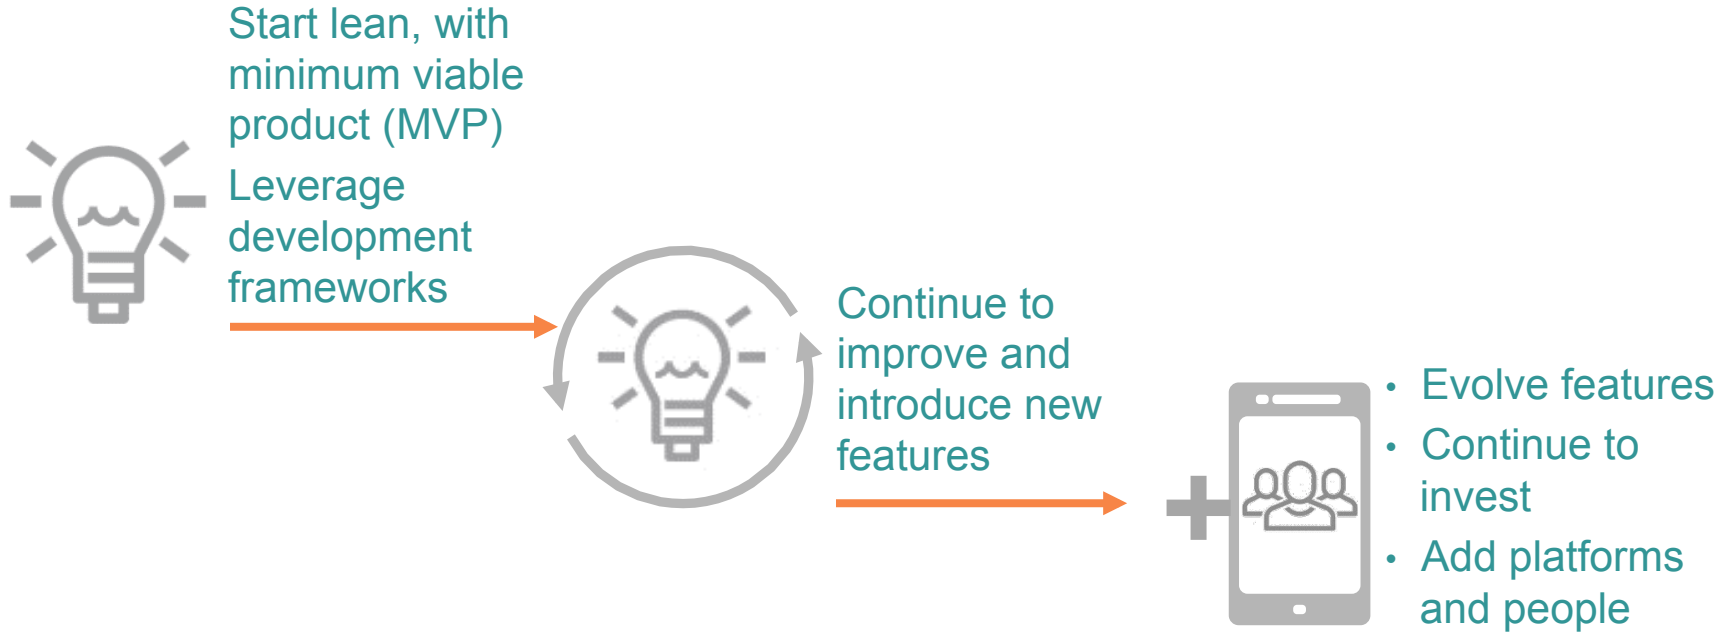 Start lean, with
minimum viable
product (MVP)
Leverage
development
frameworks
Continue to
improve and
introduce new
features
• Evolve features
• Continue to
invest
• Add platforms
and people